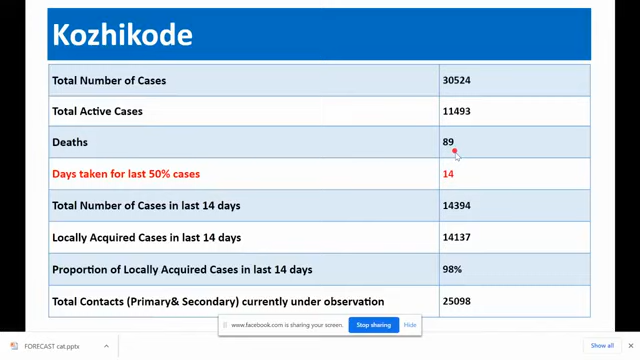 Kozhikode
Total Number of Cases 30524
Total Active Cases 11493
Deaths 89
Days taken for last 50% cases 14
Total Number of Cases in last 14 days 14394
Locally Acquired Cases in last 14 days 14137
Proportion of Locally Acquired Cases in last 14 days 98%
Total Contacts (Primary& Secondary) currently under observation 25098
www.facebook.com is sharing your screen. Stop sharing Hide
FORECAST cat.pptx Show all